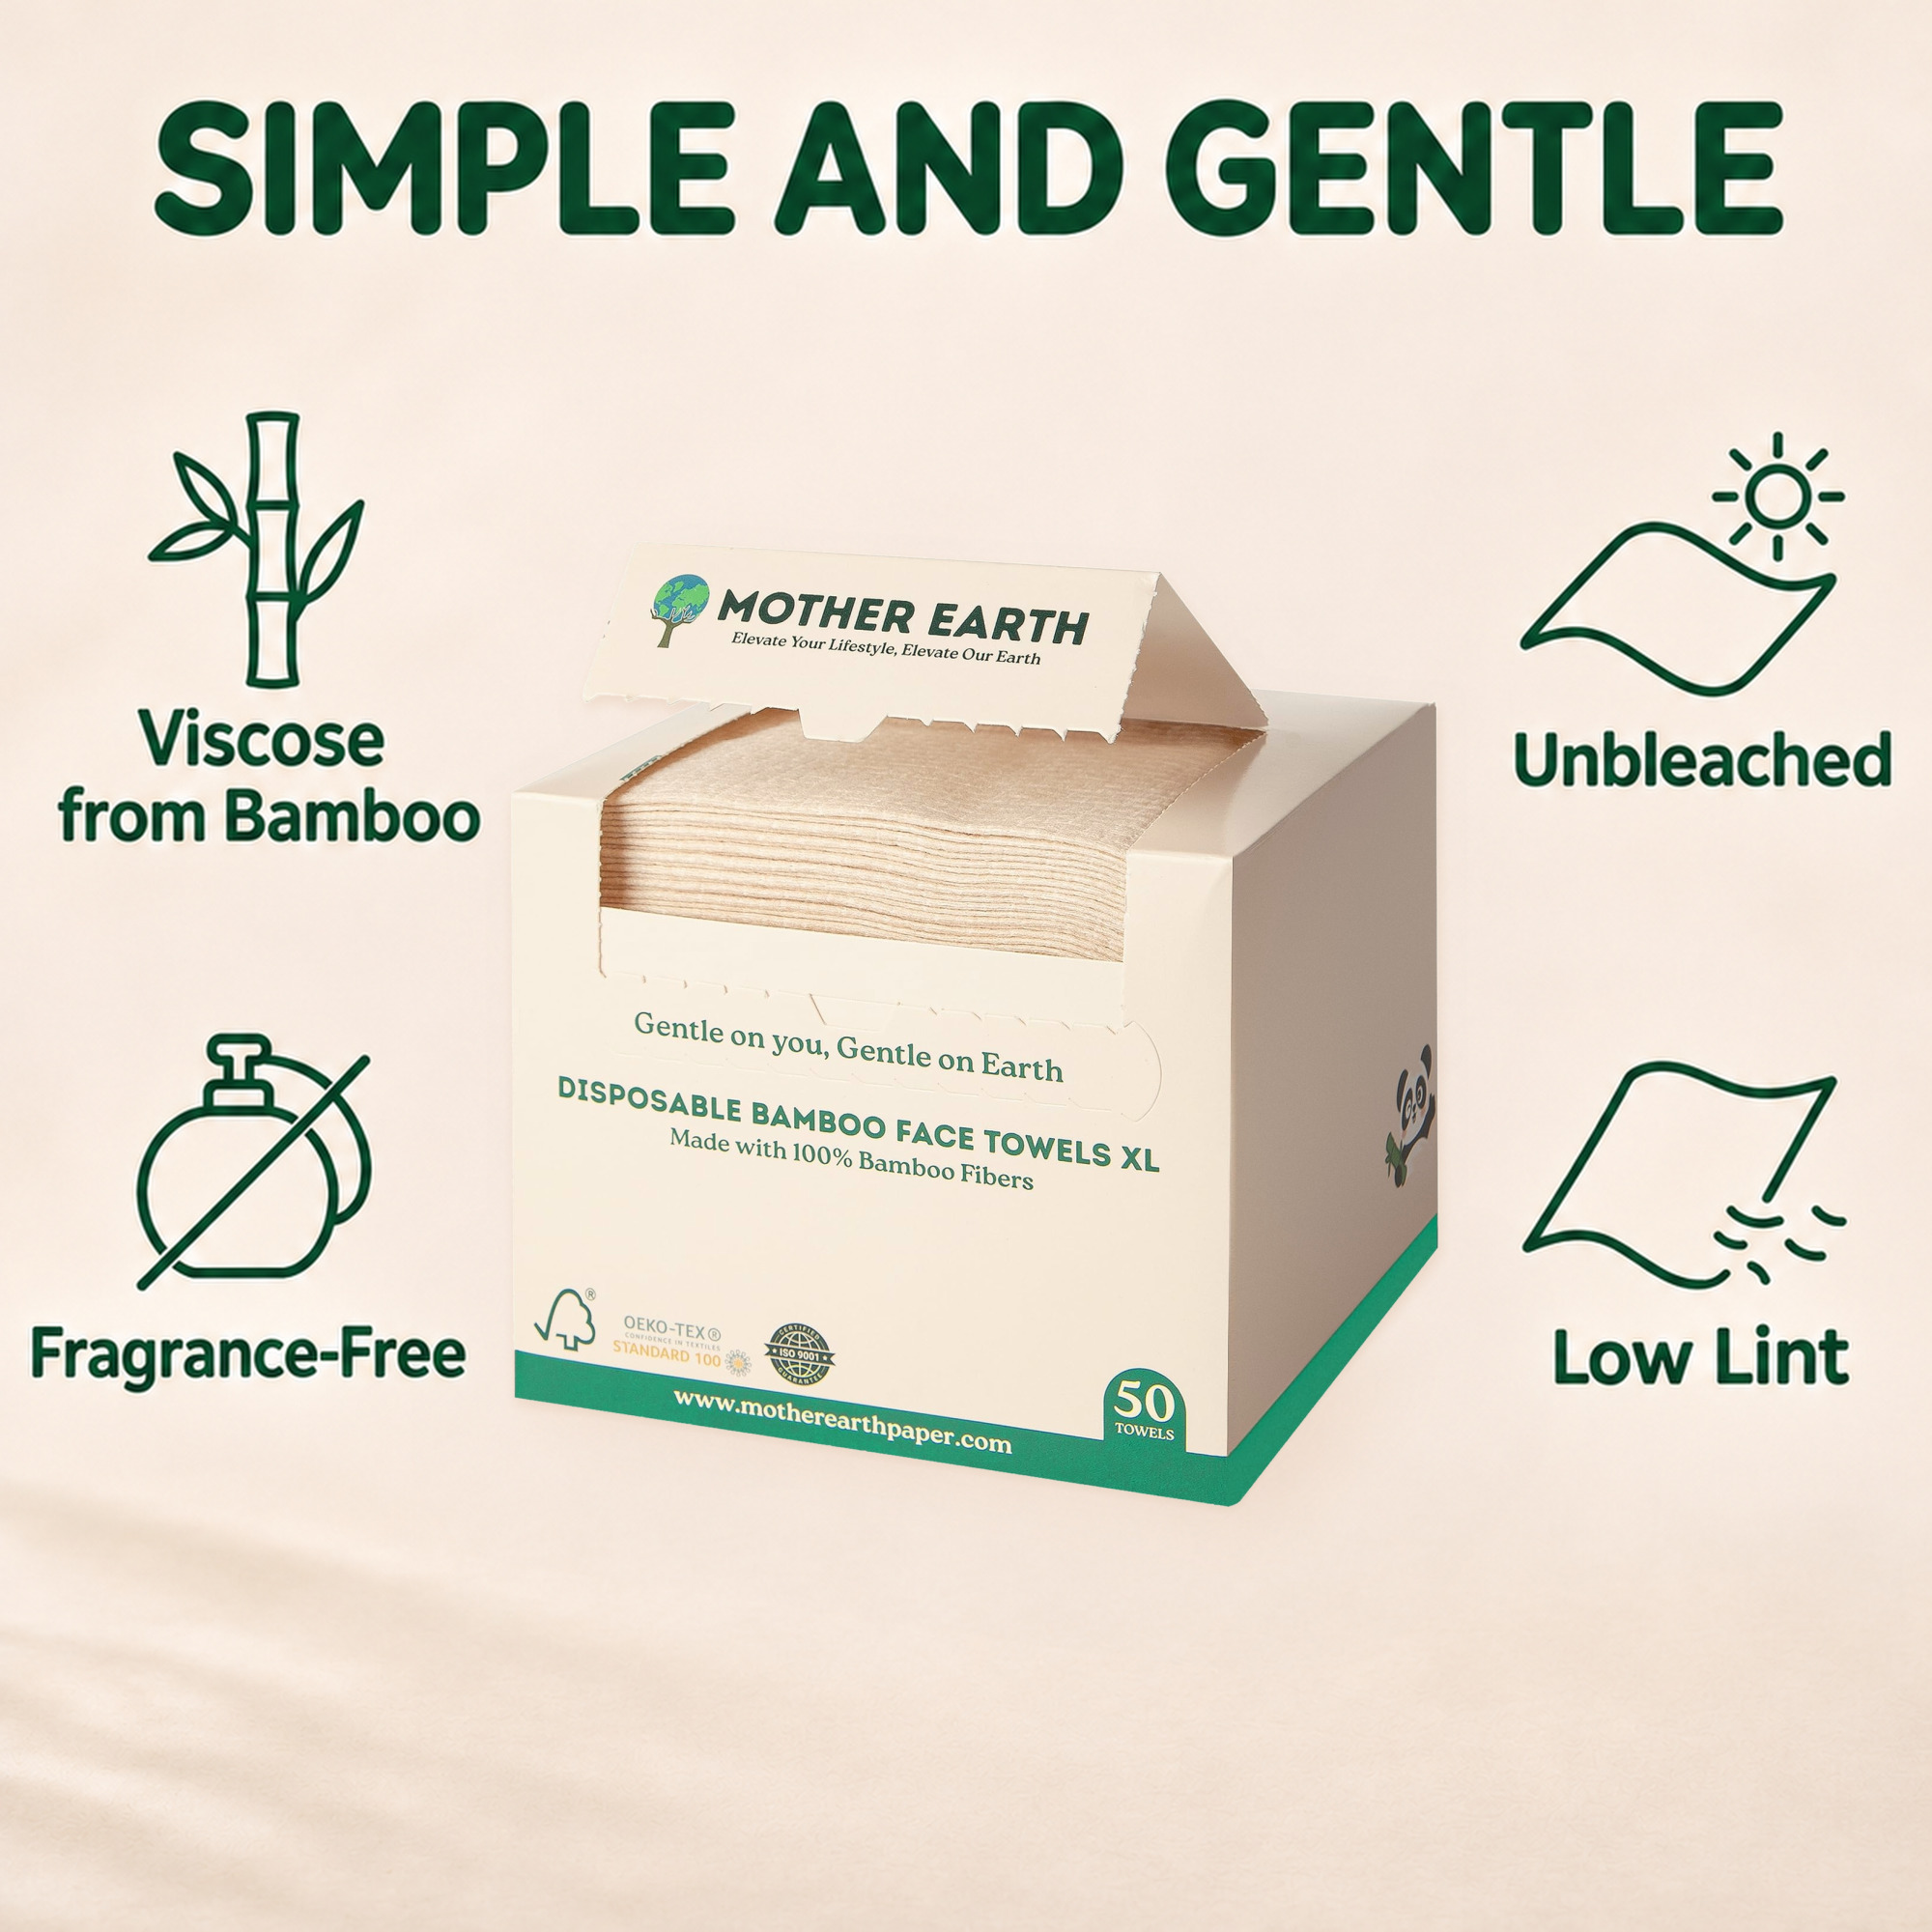 SIMPLE AND GENTLE
Viscose
from Bamboo
Unbleached
Fragrance-Free
Low Lint
MOTHER EARTH
Elevate Your Lifestyle, Elevate Our Earth
Gentle on you, Gentle on Earth
DISPOSABLE BAMBOO FACE TOWELS XL
Made with 100% Bamboo Fibers
®
OEKO-TEX®
CONFIDENCE IN TEXTILES
STANDARD 100
CERTIFIED
ISO 9001
GUARANTEE
50
TOWELS
www.motherearthpaper.com